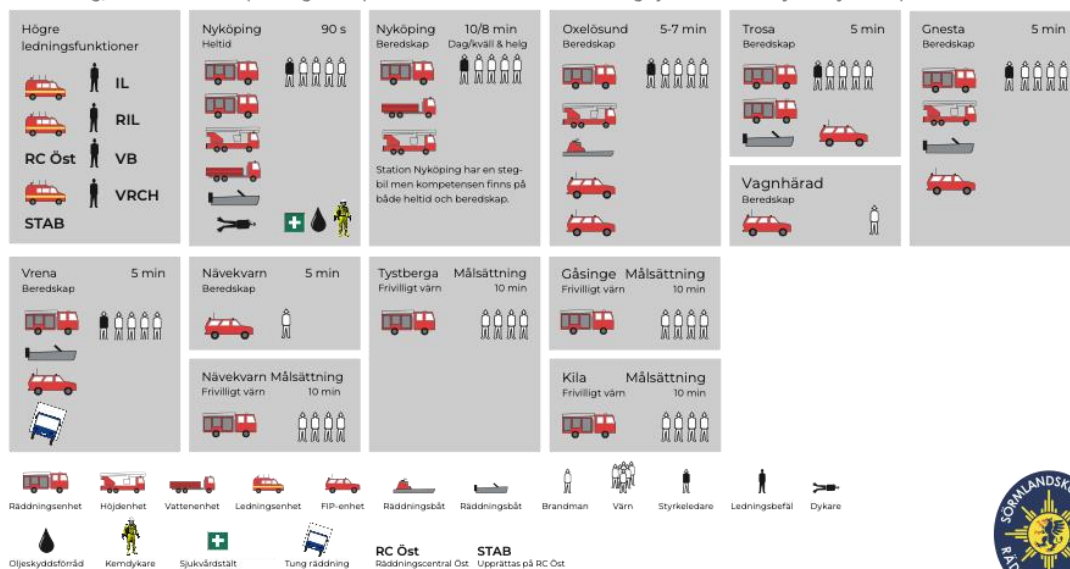 Högre
ledningsfunktioner
IL
RIL
RC Öst
VB
VRCH
STAB
Nyköping 90 s
Heltid
Nyköping 10/8 min
Beredskap Dag/kväll & helg
Station Nyköping har en steg-
bil men kompetensen finns på
både heltid och beredskap.
Oxelösund 5-7 min
Beredskap
Trosa 5 min
Beredskap
Vagnhärad
Beredskap
Gnesta 5 min
Beredskap
Vrena 5 min
Beredskap
Nävekvarn 5 min
Beredskap
Nävekvarn Målsättning
Frivilligt värn 10 min
Tystberga Målsättning
Frivilligt värn 10 min
Gåsinge Målsättning
Frivilligt värn 10 min
Kila Målsättning
Frivilligt värn 10 min
Räddningsenhet Höjdenhet Vattenenhet Ledningsenhet FIP-enhet Räddningsbåt Räddningsbåt Brandman Värn Styrkeledare Ledningsbefäl Dykare
Oljeskyddsförråd Kemdykare Sjukvårdstält Tung räddning
RC Öst STAB
Räddningscentral Öst Upprättas på RC Öst